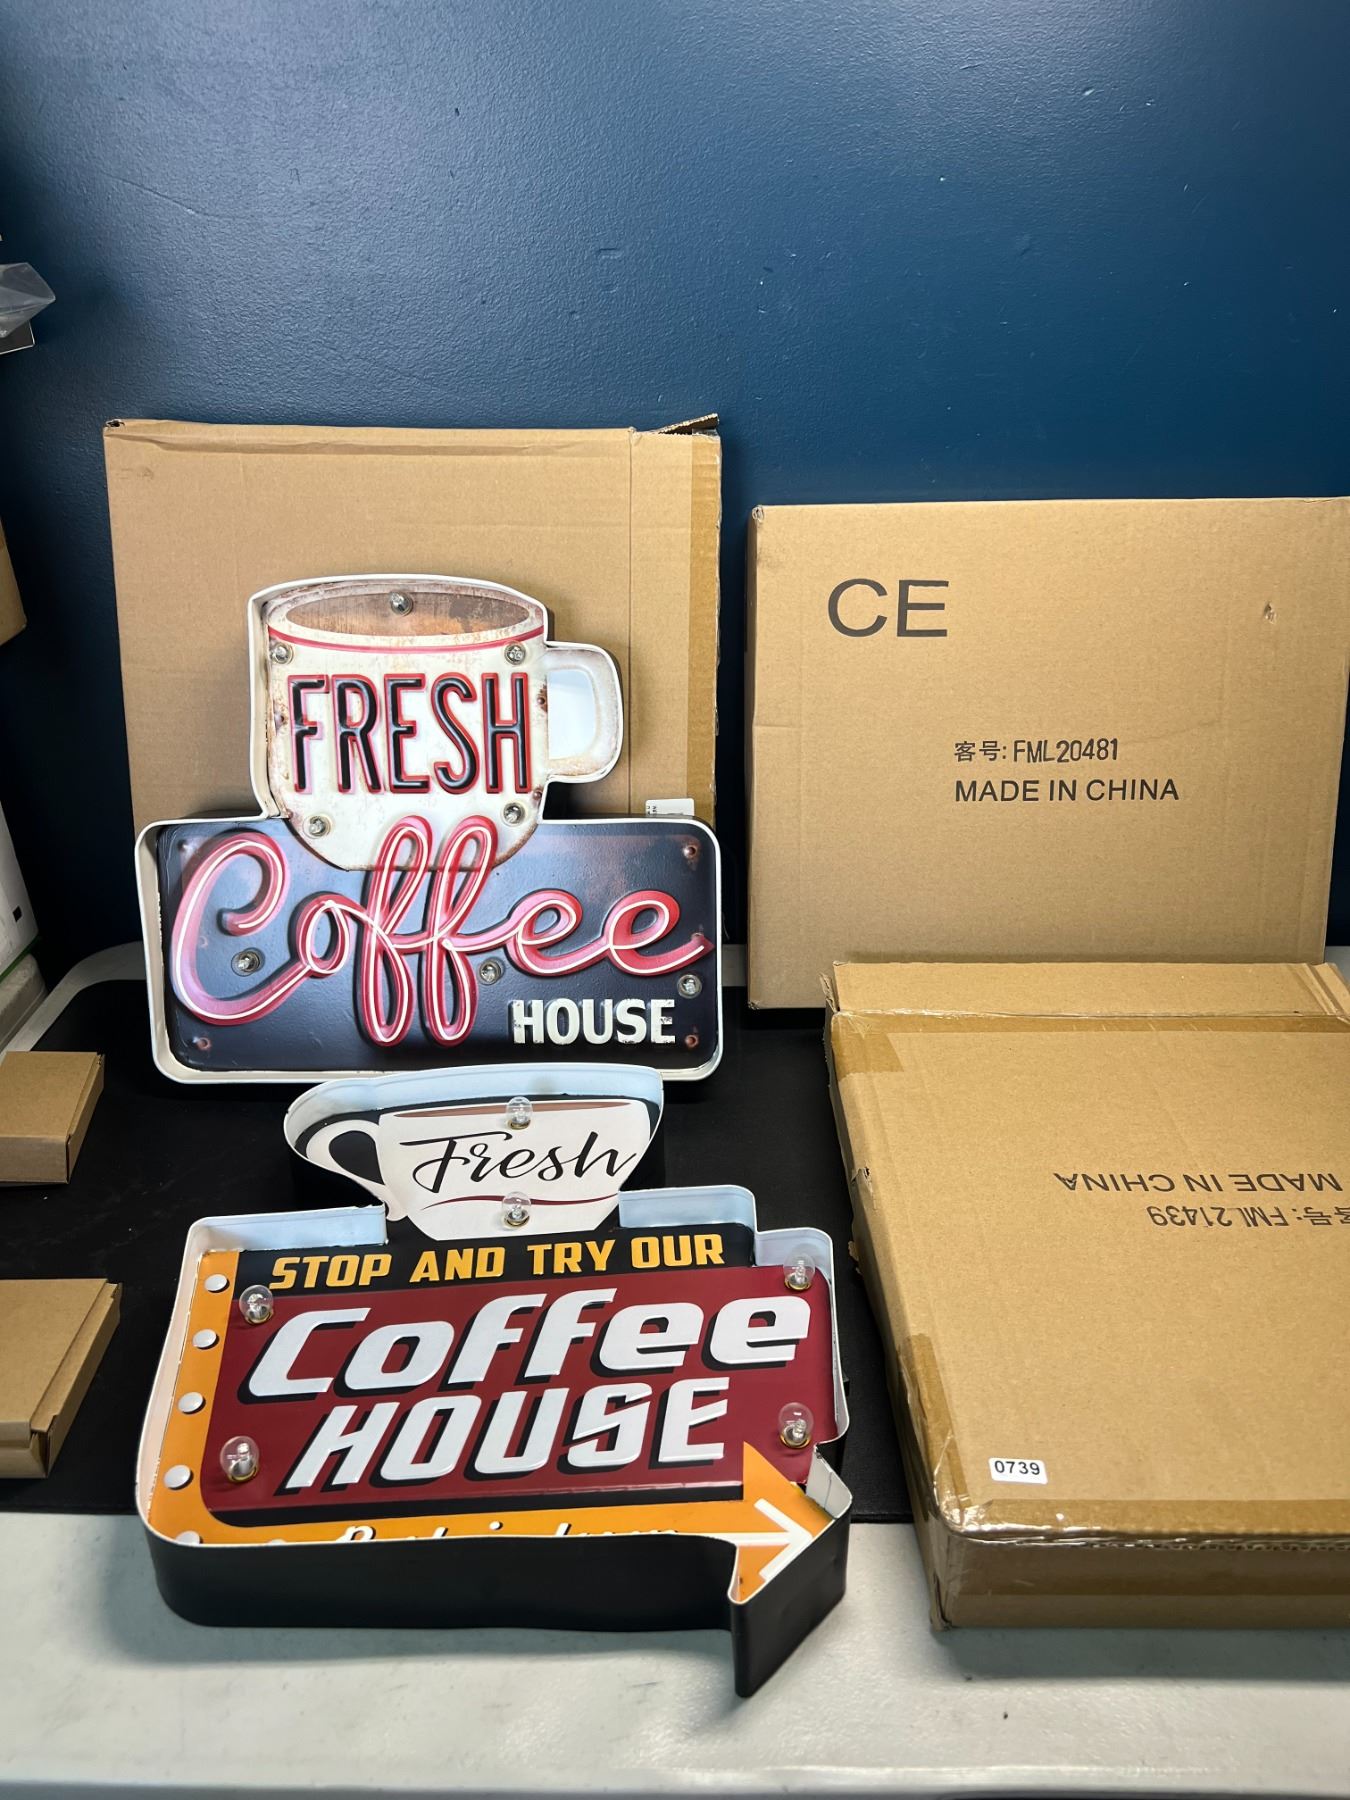 FRESH
Coffee
HOUSE
Fresh
STOP AND TRY OUR
Coffee
HOUSE
CE
客号: FML20481
MADE IN CHINA
MADE IN CHINA
客号: FML21439
0739